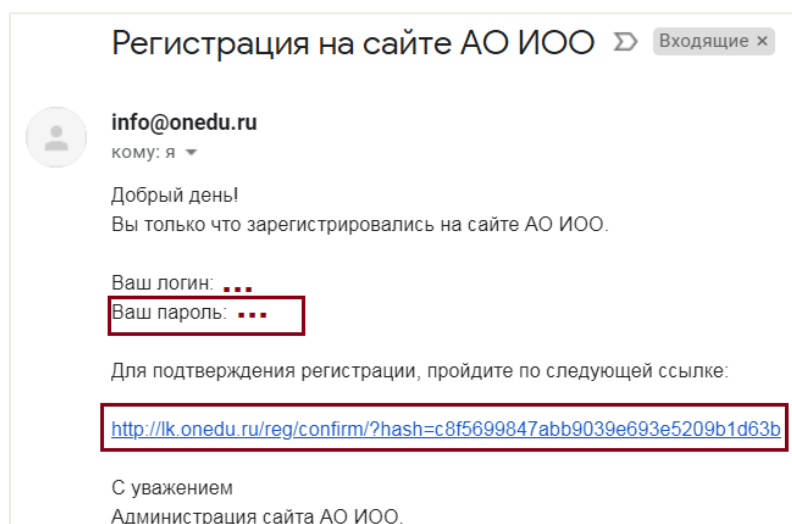 Регистрация на сайте АО ИОО Входящие ×
info@onedu.ru
кому: я
Добрый день!
Вы только что зарегистрировались на сайте АО ИОО.
Ваш логин: ...
Ваш пароль: ...
Для подтверждения регистрации, пройдите по следующей ссылке:
http://lk.onedu.ru/reg/confirm/?hash=c8f5699847abb9039e693e5209b1d63b
С уважением
Администрация сайта АО ИОО.